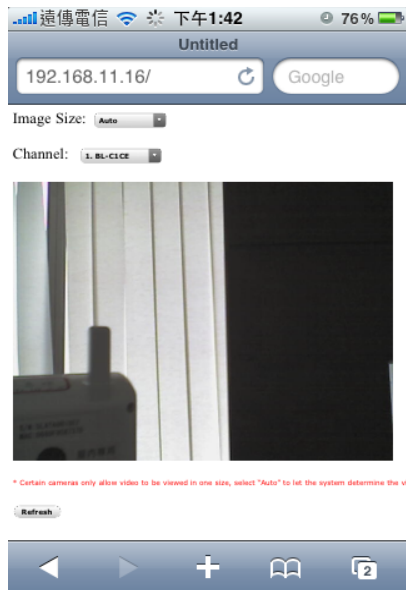 遠傳電信 下午1:42 76%
Untitled
192.168.11.16/ Google
Image Size: Auto
Channel: 1. BL-C1CE
* Certain cameras only allow video to be viewed in one size, select "Auto" to let the system determine the
Refresh
2